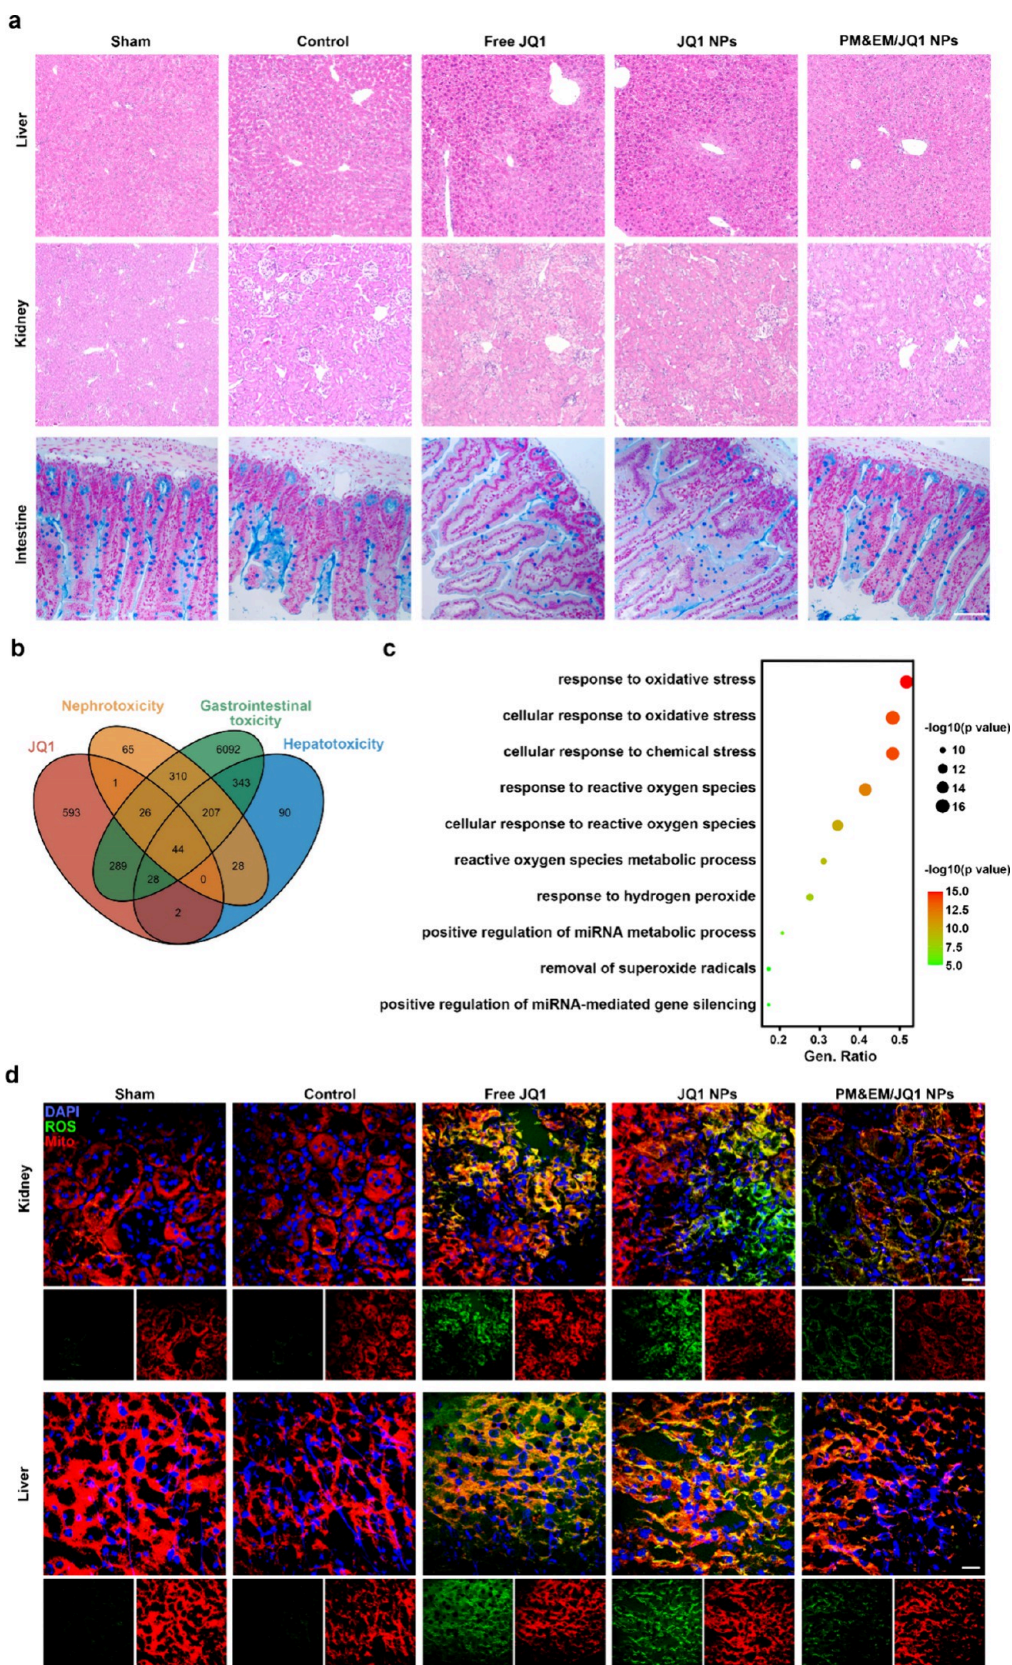 a
Sham Control Free JQ1 JQ1 NPs PM&EM/JQ1 NPs
Liver
Kidney
Intestine
b
Nephrotoxicity
Gastrointestinal
toxicity
JQ1
Hepatotoxicity
65 6092
310 343
593 1 26 207 90
44
289 28 0 28
2
c
response to oxidative stress
cellular response to oxidative stress
cellular response to chemical stress
response to reactive oxygen species
cellular response to reactive oxygen species
reactive oxygen species metabolic process
response to hydrogen peroxide
positive regulation of miRNA metabolic process
removal of superoxide radicals
positive regulation of miRNA-mediated gene silencing
0.2 0.3 0.4 0.5
Gen. Ratio
-log10(p value)
10
12
14
16
-log10(p value)
15.0
12.5
10.0
7.5
5.0
d
Sham Control Free JQ1 JQ1 NPs PM&EM/JQ1 NPs
DAPI
ROS
Mito
Kidney
Liver